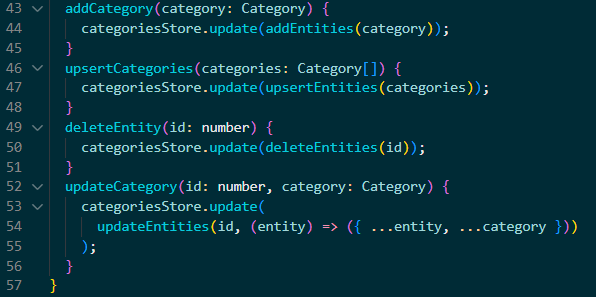 43 addCategory(category: Category) {
44 categoriesStore.update(addEntities(category));
45 }
46 upsertCategories(categories: Category[]) {
47 categoriesStore.update(upsertEntities(categories));
48 }
49 deleteEntity(id: number) {
50 categoriesStore.update(deleteEntities(id));
51 }
52 updateCategory(id: number, category: Category) {
53 categoriesStore.update(
54 updateEntities(id, (entity) => ({ ...entity, ...category }))
55 );
56 }
57 }